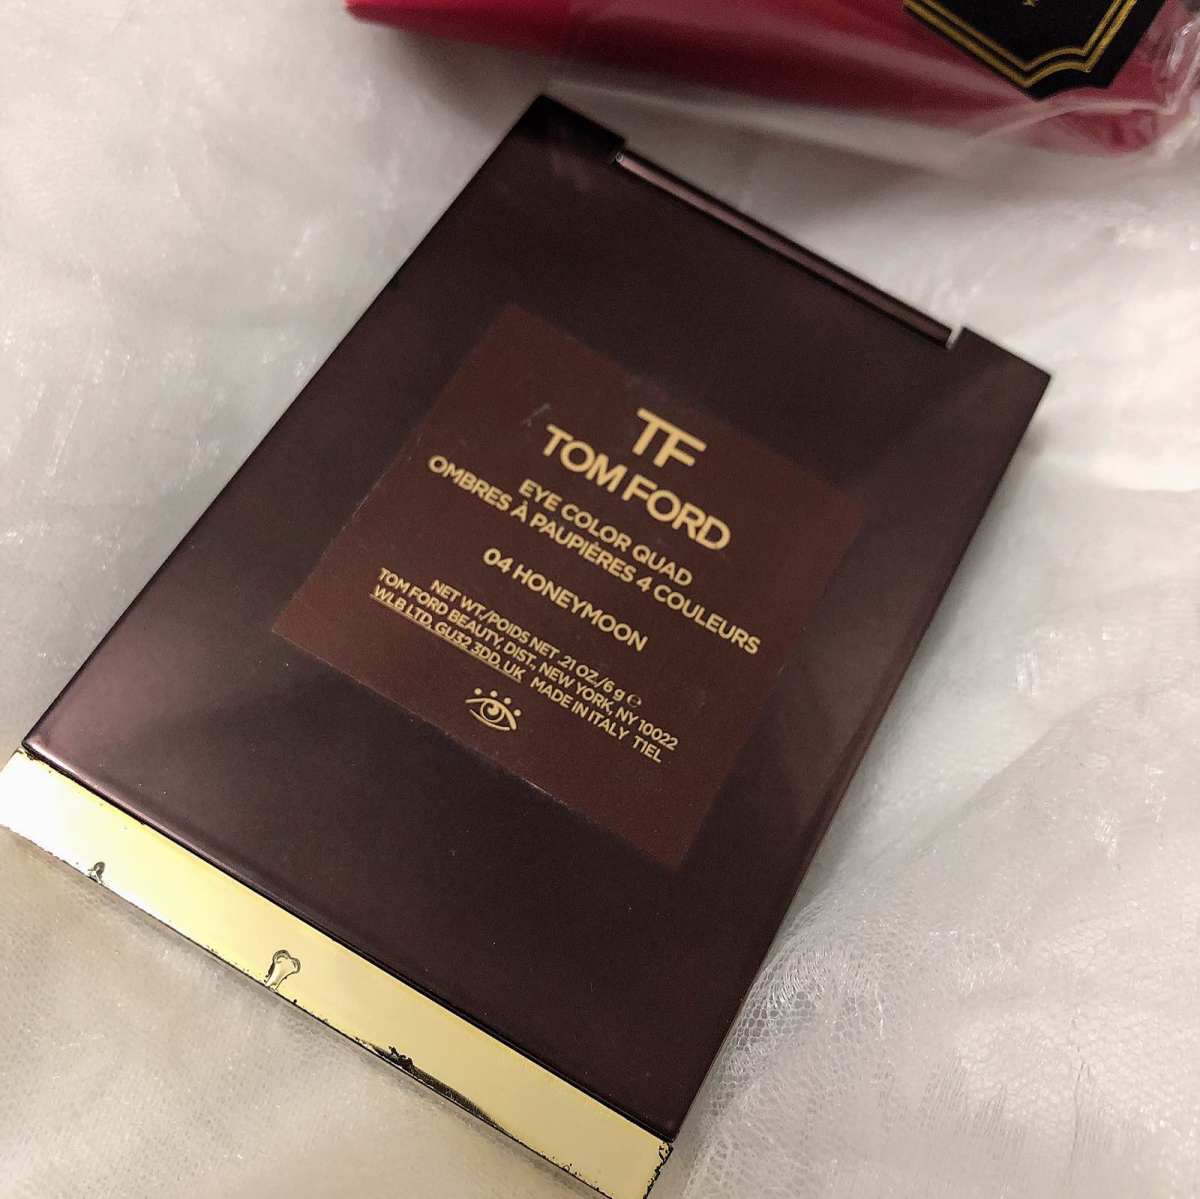 TF
TOM FORD
EYE COLOR QUAD
OMBRES À PAUPIÈRES 4 COULEURS
04 HONEYMOON
NET WT./POIDS NET .21 OZ./6 g ℮
TOM FORD BEAUTY, DIST. NEW YORK, NY 10022
WLB LTD, GU32 3DD, UK MADE IN ITALY T1EL